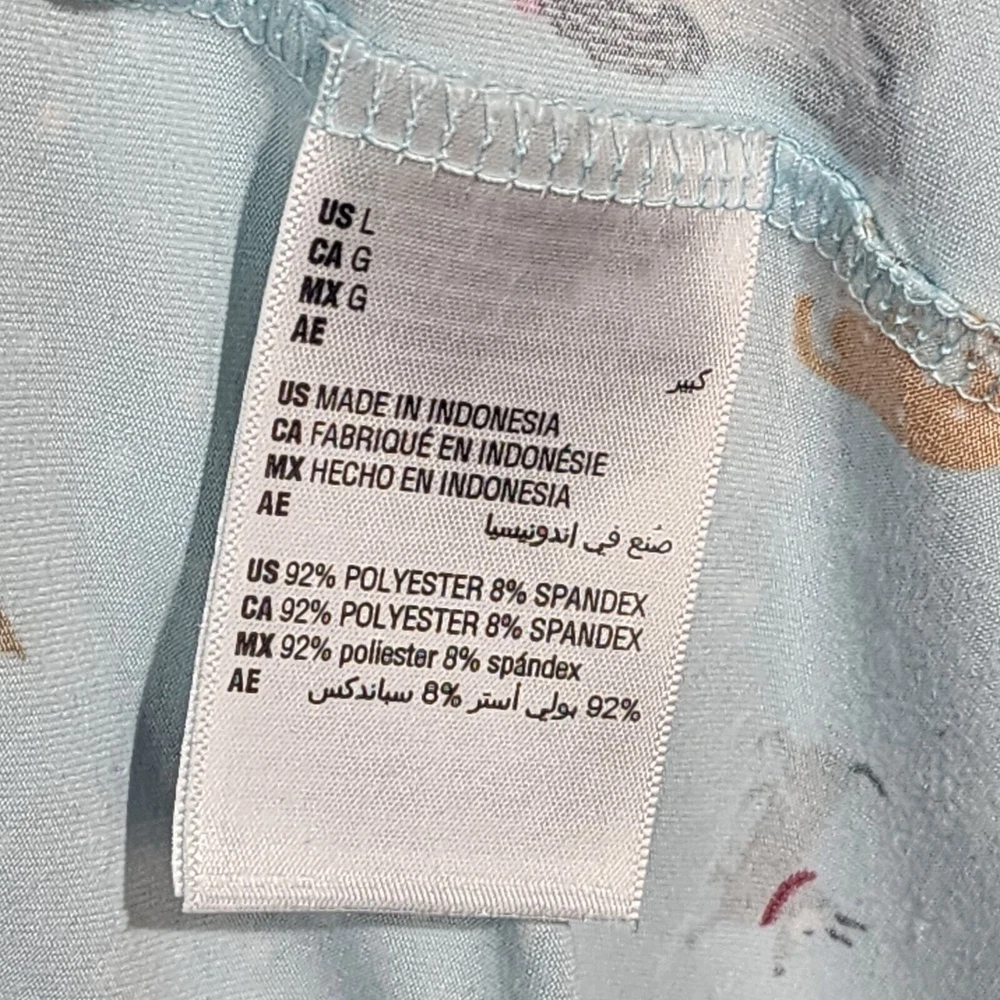 US L
CA G
MX G
AE
كبير
US MADE IN INDONESIA
CA FABRIQUÉ EN INDONÉSIE
MX HECHO EN INDONESIA
AE
صُنع في اندونيسيا
US 92% POLYESTER 8% SPANDEX
CA 92% POLYESTER 8% SPANDEX
MX 92% poliester 8% spándex
AE 92% بولي أستر 8% سباندكس